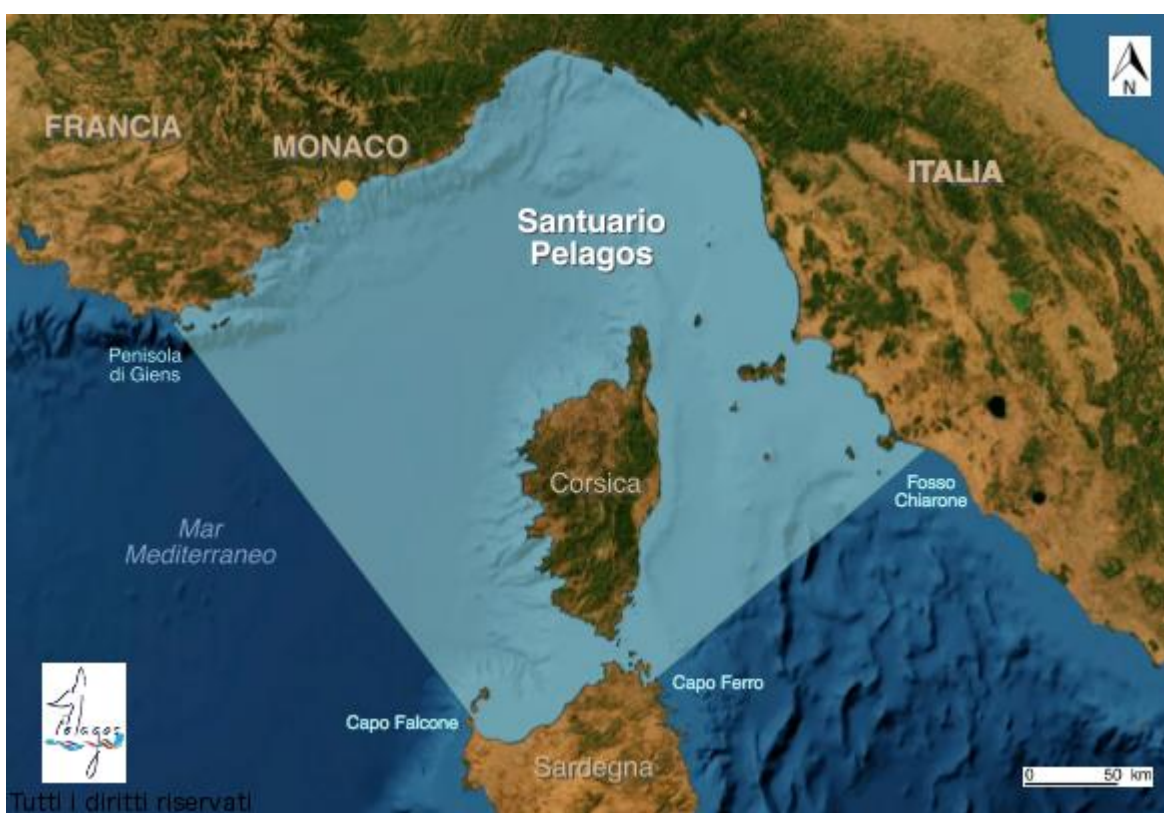 N
FRANCIA
MONACO
ITALIA
Santuario
Pelagos
Penisola
di Giens
Corsica
Fosso
Chiarone
Mar
Mediterraneo
Capo Ferro
Capo Falcone
Pelagos
Sardegna
0 50 km
Tutti i diritti riservati